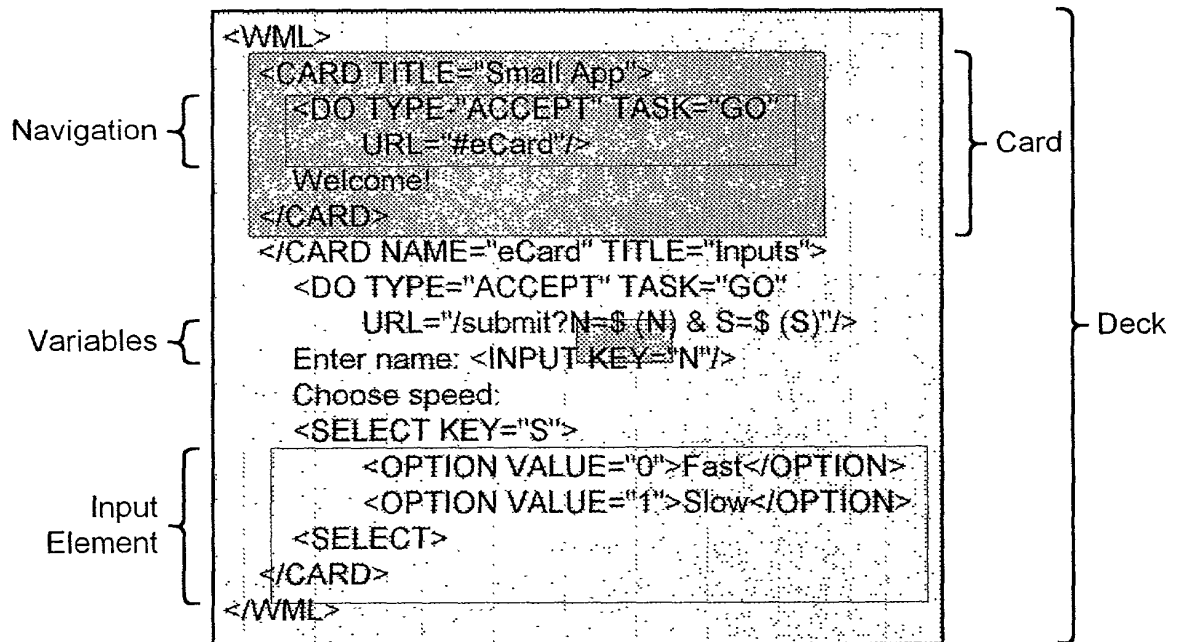 <WML>
<CARD TITLE="Small App">
<DO TYPE-"ACCEPT" TASK="GO"
URL="#eCard"/>
Welcome!
</CARD>
</CARD NAME="eCard" TITLE="Inputs">
<DO TYPE="ACCEPT" TASK="GO"
URL="/submit?N=$ (N) & S=$ (S)"/>
Enter name: <INPUT KEY="N"/>
Choose speed:
<SELECT KEY="S">
<OPTION VALUE="0">Fast</OPTION>
<OPTION VALUE="1">Slow</OPTION>
<SELECT>
</CARD>
</WML>
Navigation
Variables
Input
Element
Card
Deck